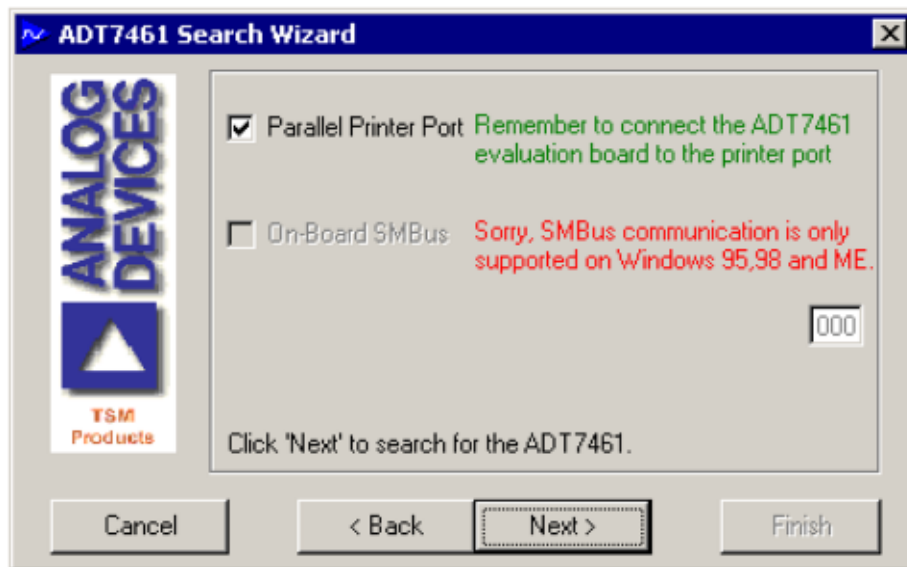 ADT7461 Search Wizard
ANALOG
DEVICES
TSM
Products
Parallel Printer Port
Remember to connect the ADT7461
evaluation board to the printer port
On-Board SMBus
Sorry, SMBus communication is only
supported on Windows 95,98 and ME.
000
Click 'Next' to search for the ADT7461.
Cancel
< Back
Next >
Finish